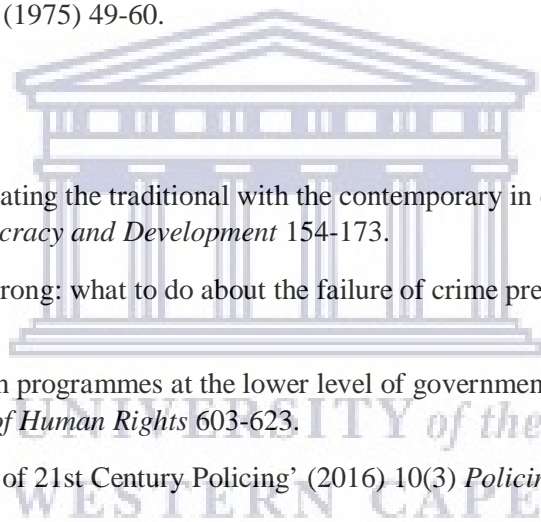 (1975) 49-60.
ating the traditional with the contemporary in
cracy and Development 154-173.
rong: what to do about the failure of crime pre
n programmes at the lower level of governmen
of Human Rights 603-623.
UNIVERSITY of the
of 21st Century Policing’ (2016) 10(3) Policin
WESTERN CAPE